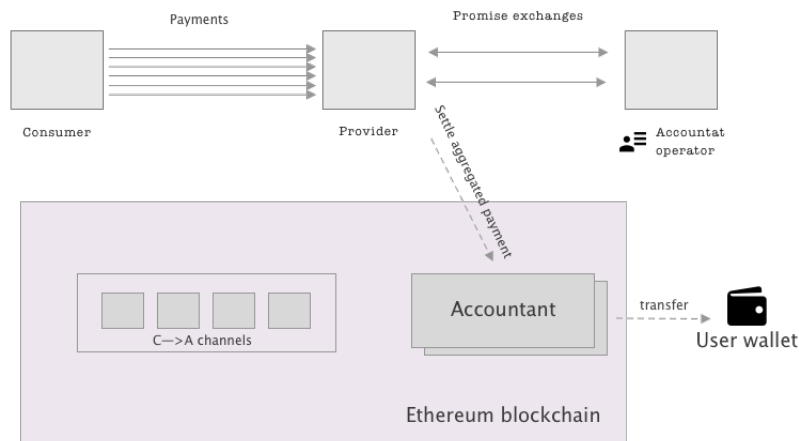 Payments
Promise exchanges
Consumer
Provider
Accountat
operator
Settle aggregated payment
Accountant
transfer
User wallet
C—>A channels
Ethereum blockchain